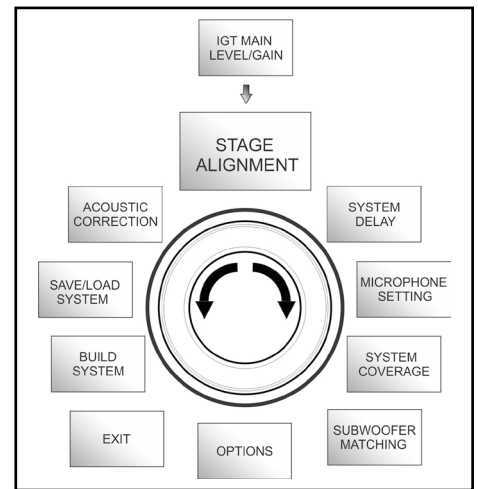 IGT MAIN
LEVEL/GAIN
STAGE
ALIGNMENT
ACOUSTIC
CORRECTION
SYSTEM
DELAY
SAVE/LOAD
SYSTEM
MICROPHONE
SETTING
BUILD
SYSTEM
SYSTEM
COVERAGE
EXIT
OPTIONS
SUBWOOFER
MATCHING